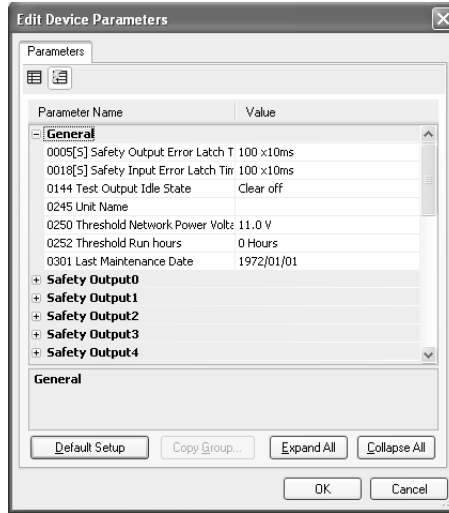 Edit Device Parameters
Parameters
Parameter Name Value
General
0005[S] Safety Output Error Latch T 100 x10ms
0018[S] Safety Input Error Latch Tim 100 x10ms
0144 Test Output Idle State Clear off
0245 Unit Name
0250 Threshold Network Power Volta 11.0 V
0252 Threshold Run hours 0 Hours
0301 Last Maintenance Date 1972/01/01
Safety Output0
Safety Output1
Safety Output2
Safety Output3
Safety Output4
General
Default Setup Copy Group... Expand All Collapse All
OK Cancel